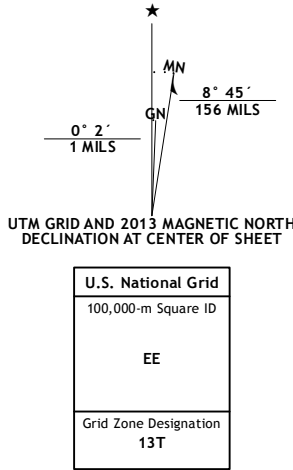 ★
MN
GN
8° 45´
156 MILS
0° 2´
1 MILS
UTM GRID AND 2013 MAGNETIC NORTH
DECLINATION AT CENTER OF SHEET
U.S. National Grid
100,000-m Square ID
EE
Grid Zone Designation
13T